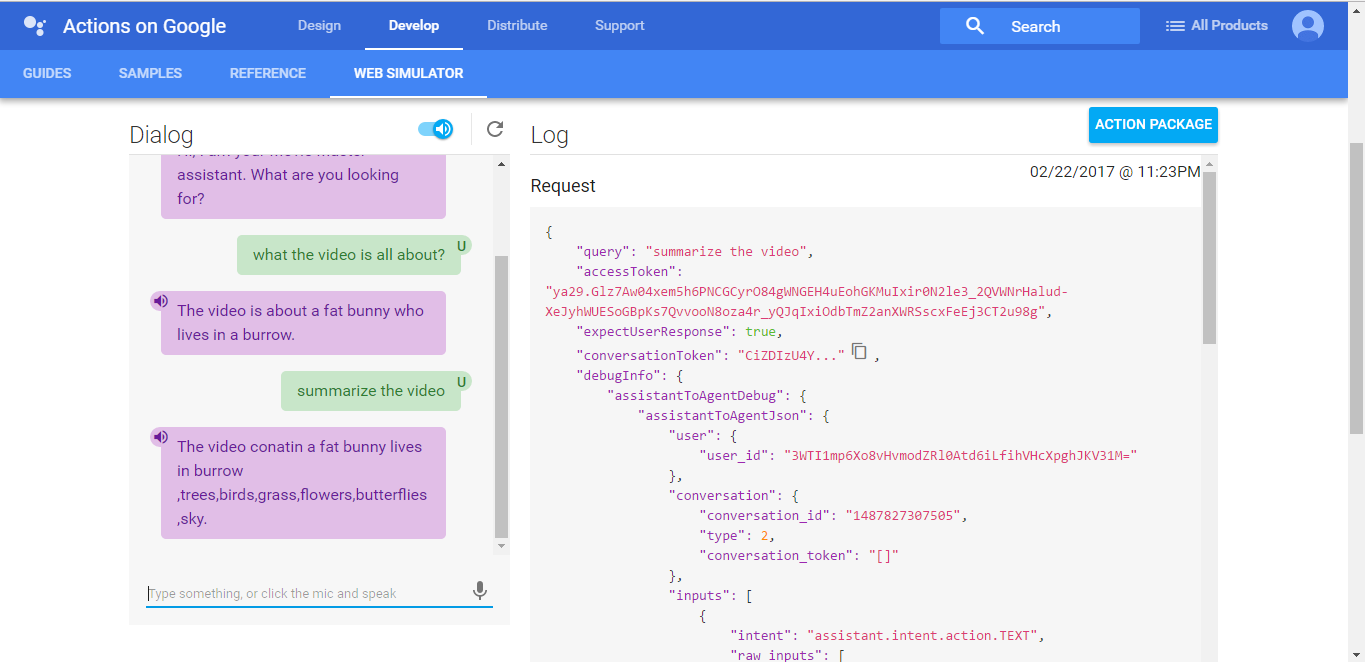 Actions on Google
Design
Develop
Distribute
Support
Search
All Products
GUIDES
SAMPLES
REFERENCE
WEB SIMULATOR
Dialog
Hi, I am your movie master
assistant. What are you looking
for?
what the video is all about?
U
The video is about a fat bunny who
lives in a burrow.
summarize the video
U
The video conatin a fat bunny lives
in burrow
,trees,birds,grass,flowers,butterflies
,sky.
Type something, or click the mic and speak
Log
ACTION PACKAGE
02/22/2017 @ 11:23PM
Request
{
"query": "summarize the video",
"accessToken":
"ya29.Glz7Aw04xem5h6PNCGCyrO84gWNGEH4uEohGKMuIxir0N2le3_2QVWNrHalud-
XeJyhWUESoGBpKs7QvvooN8oza4r_yQJqIxiOdbTmZ2anXWRSscxFeEj3CT2u98g",
"expectUserResponse": true,
"conversationToken": "CiZDIzU4Y..." ,
"debugInfo": {
"assistantToAgentDebug": {
"assistantToAgentJson": {
"user": {
"user_id": "3WTI1mp6Xo8vHvmodZRl0Atd6iLfihVHcXpghJKV31M="
},
"conversation": {
"conversation_id": "1487827307505",
"type": 2,
"conversation_token": "[]"
},
"inputs": [
{
"intent": "assistant.intent.action.TEXT",
"raw_inputs": [